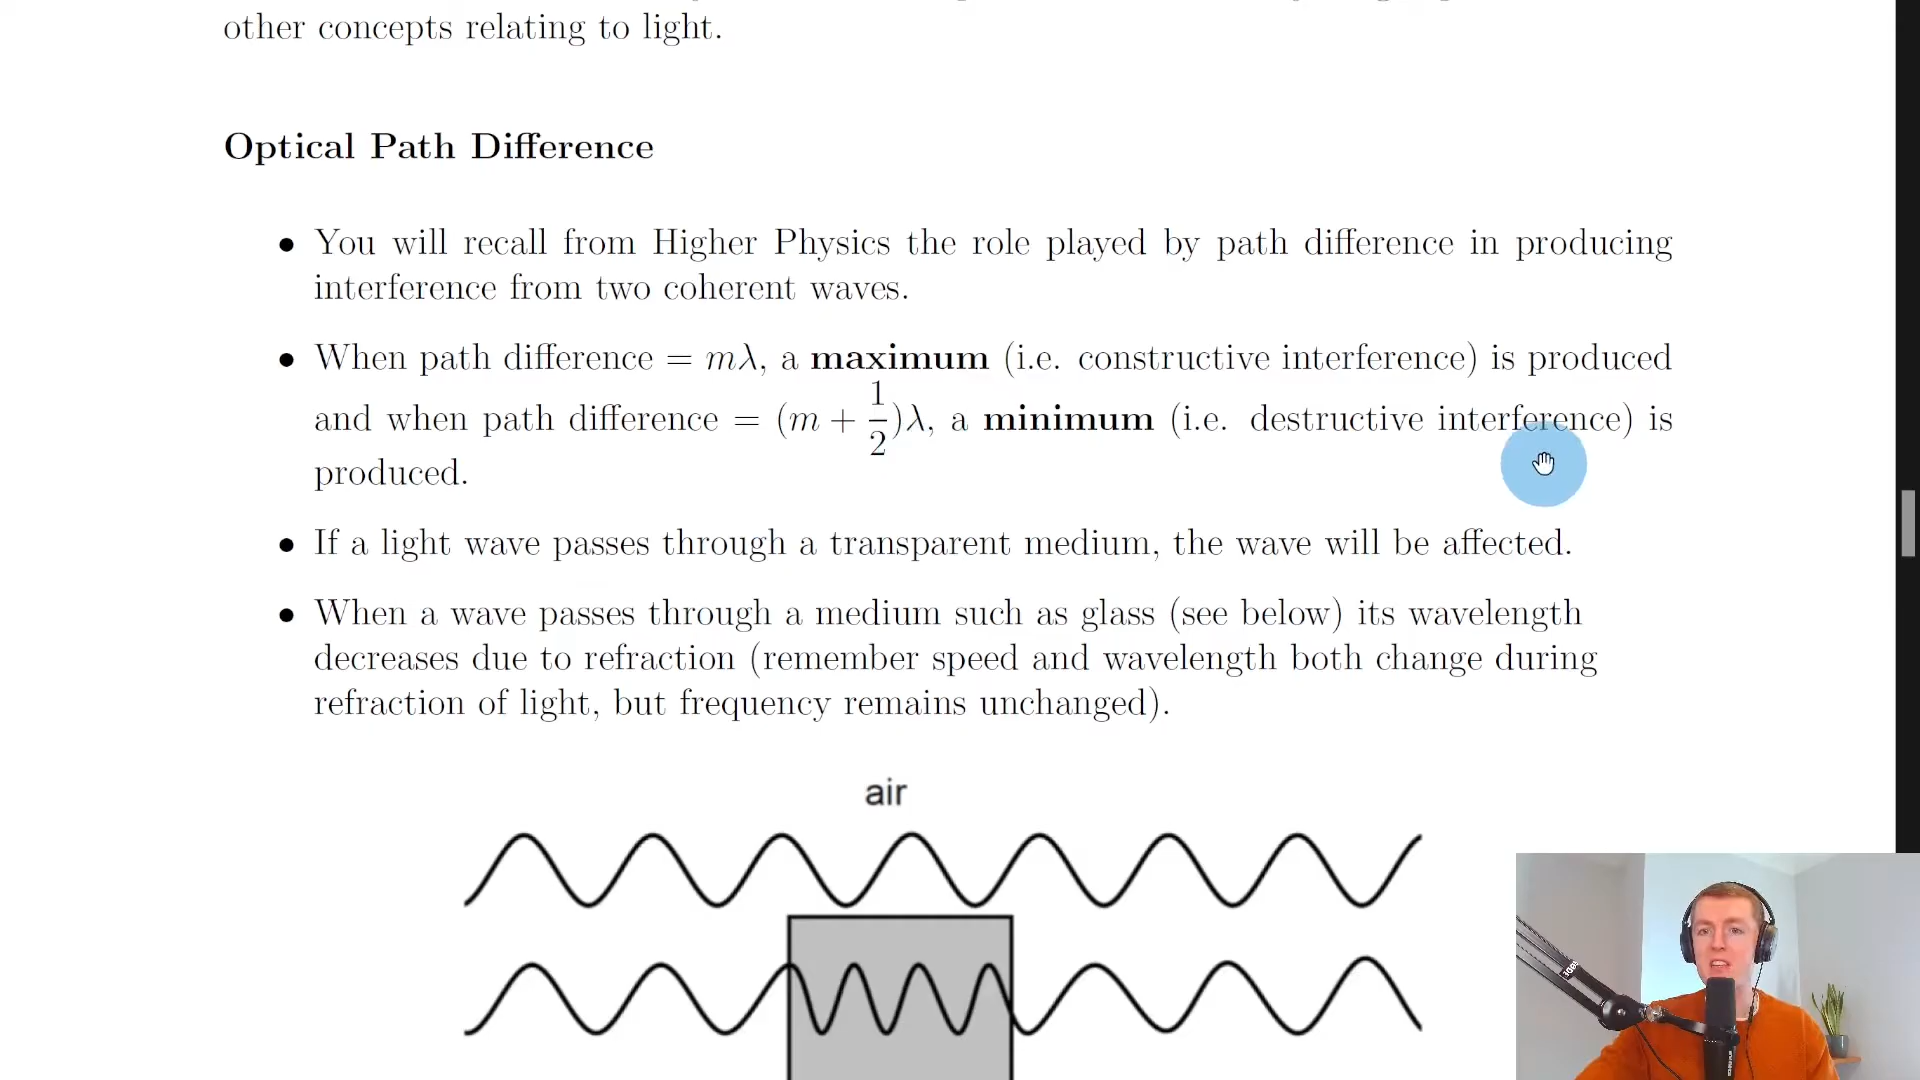 other concepts relating to light.
Optical Path Difference
• You will recall from Higher Physics the role played by path difference in producing
interference from two coherent waves.
• When path difference = mλ, a maximum (i.e. constructive interference) is produced
and when path difference = (m + 1/2)λ, a minimum (i.e. destructive interference) is
produced.
• If a light wave passes through a transparent medium, the wave will be affected.
• When a wave passes through a medium such as glass (see below) its wavelength
decreases due to refraction (remember speed and wavelength both change during
refraction of light, but frequency remains unchanged).
air